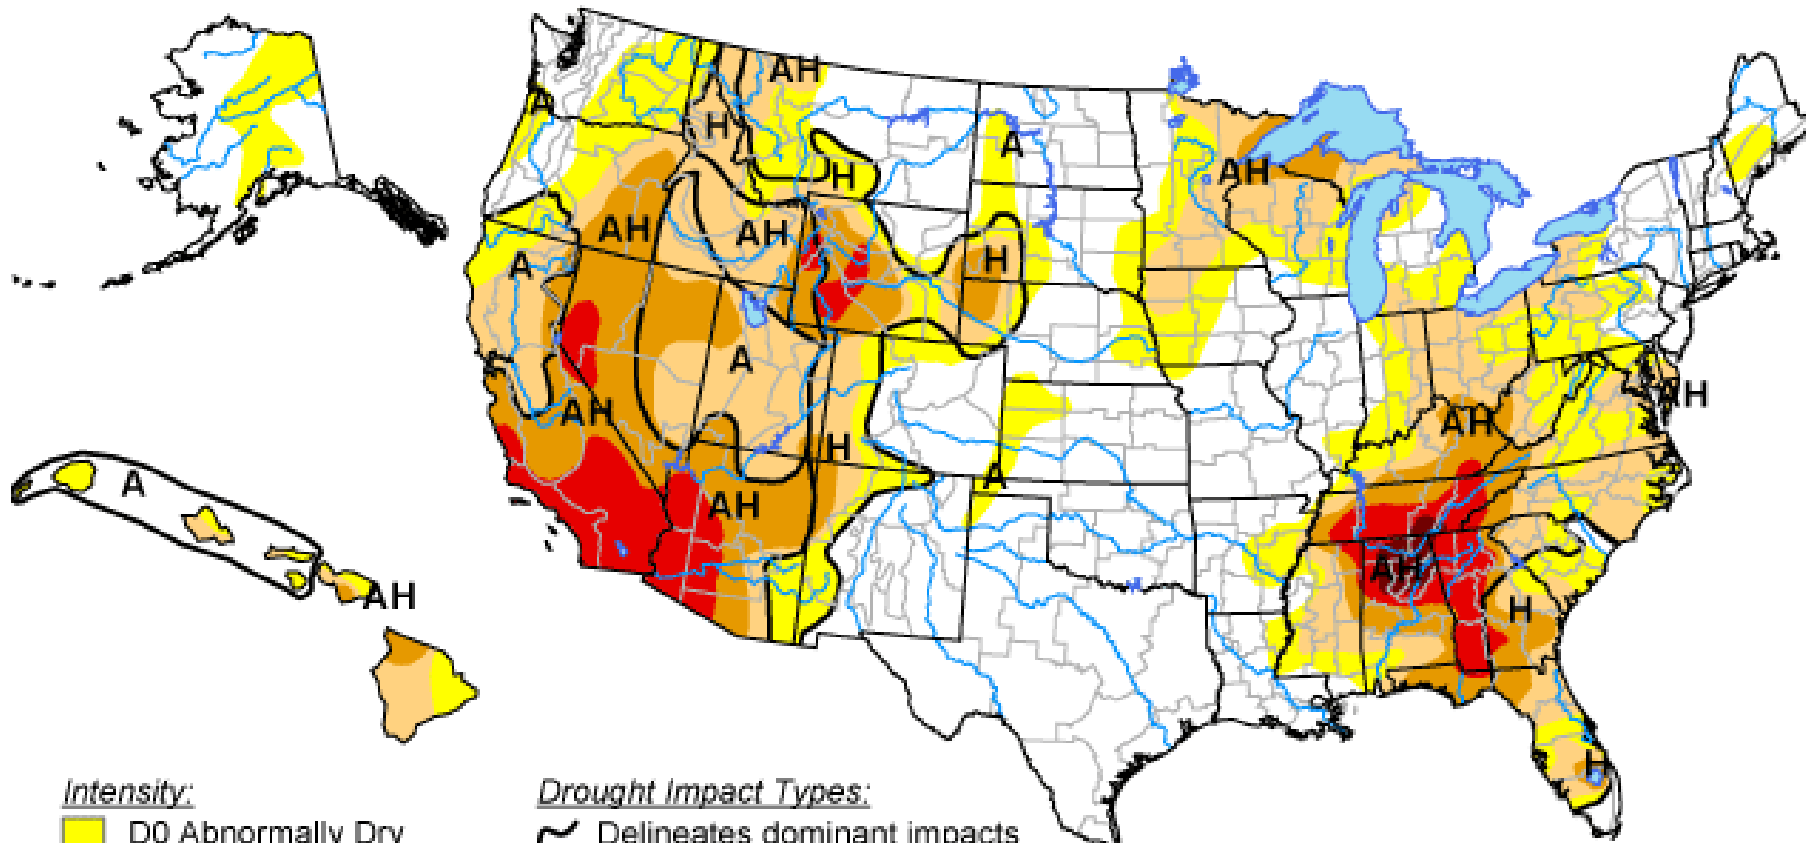 AH
A
H
A
H
AH
AH
AH
A
H
A
A
AH
AH
H
AH
A
A
AH
AH
AH
H
H
Intensity:
Drought Impact Types:
D0 Abnormally Dry
Delineates dominant impacts